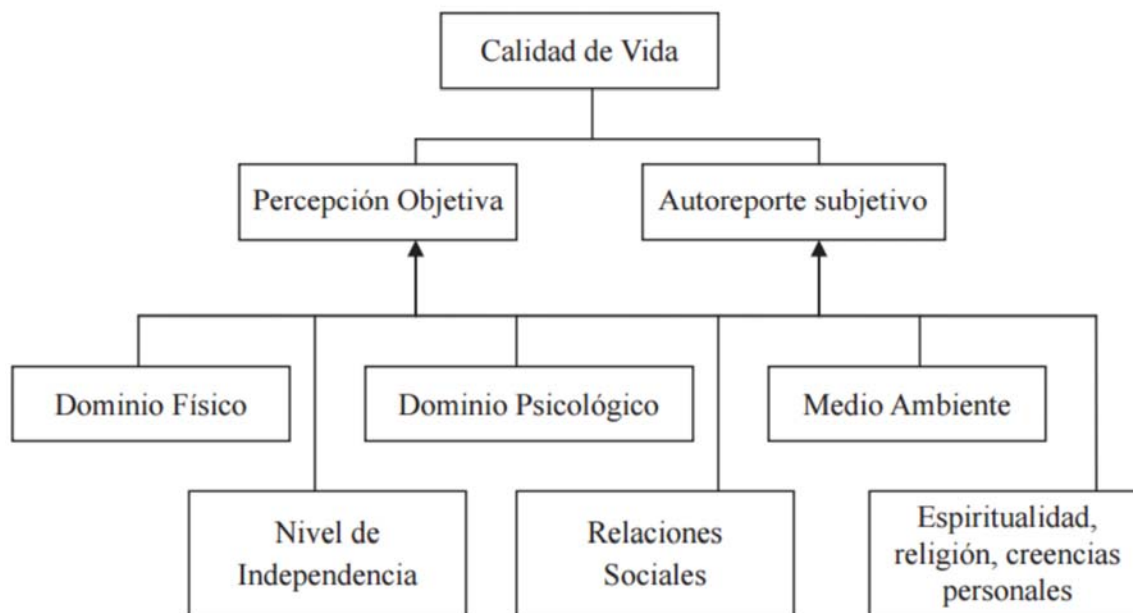 Calidad de Vida
Percepción Objetiva
Autoreporte subjetivo
Dominio Físico
Dominio Psicológico
Medio Ambiente
Nivel de
Independencia
Relaciones
Sociales
Espiritualidad,
religión, creencias
personales